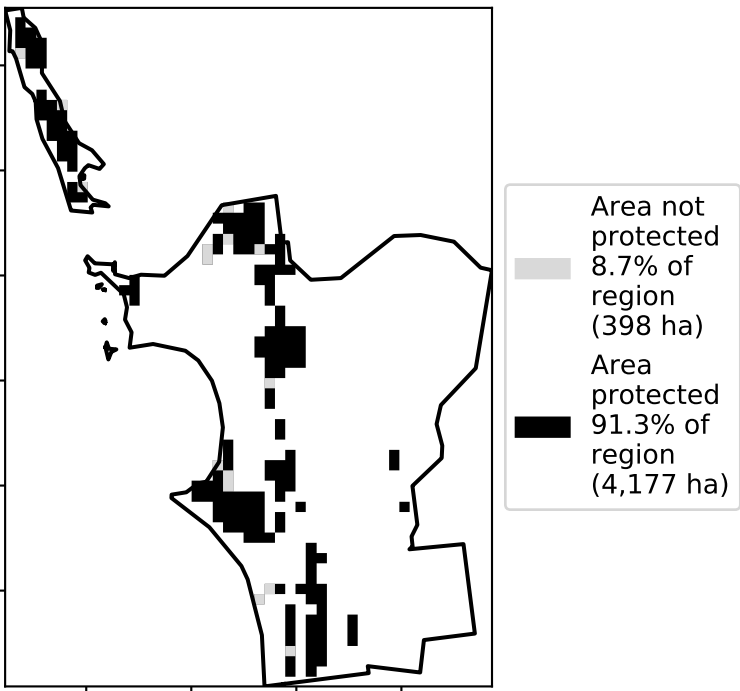 Area not
protected
8.7% of
region
(398 ha)
Area
protected
91.3% of
region
(4,177 ha)